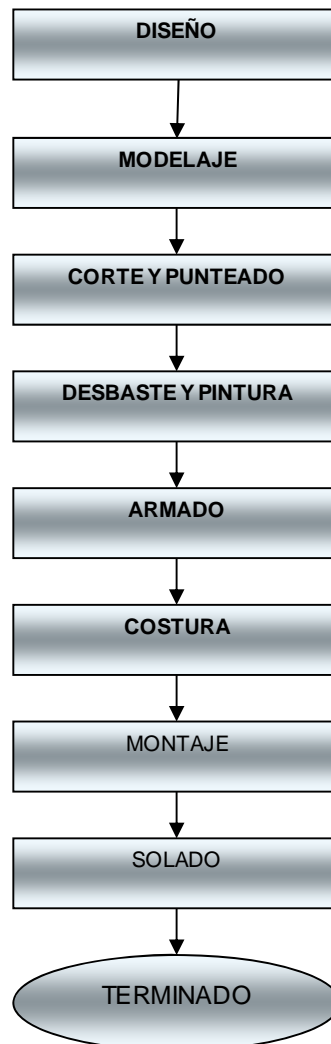 DISEÑO
MODELAJE
CORTE Y PUNTEADO
DESBASTE Y PINTURA
ARMADO
COSTURA
MONTAJE
SOLADO
TERMINADO